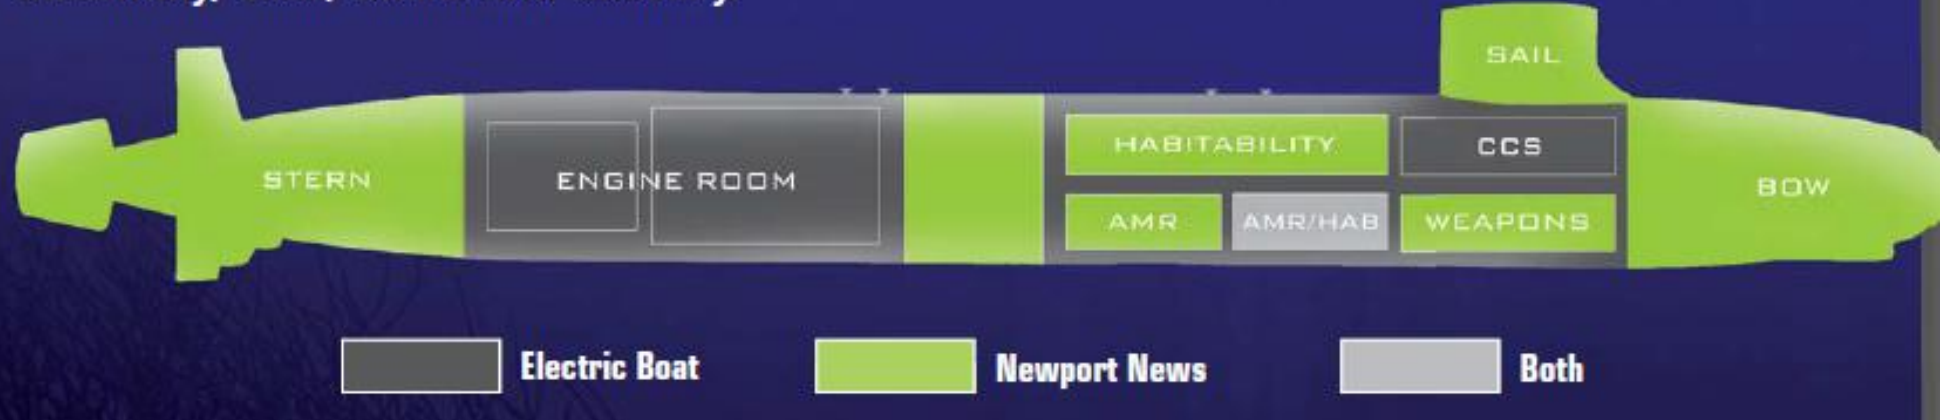 SAIL
HABITABILITY
CCS
STERN
ENGINE ROOM
BOW
AMR
AMR/HAB
WEAPONS
Electric Boat
Newport News
Both